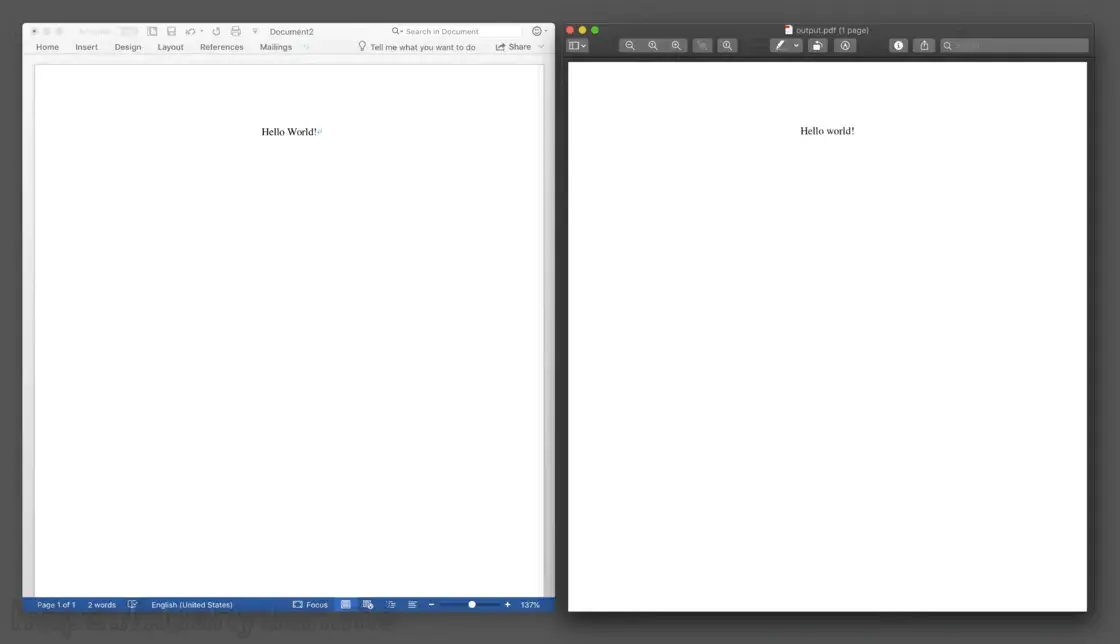 Document2
Search in Document
Home Insert Design Layout References Mailings
Tell me what you want to do
Share
Hello World!
Page 1 of 1 2 words English (United States) Focus 137%
output.pdf (1 page)
Hello world!